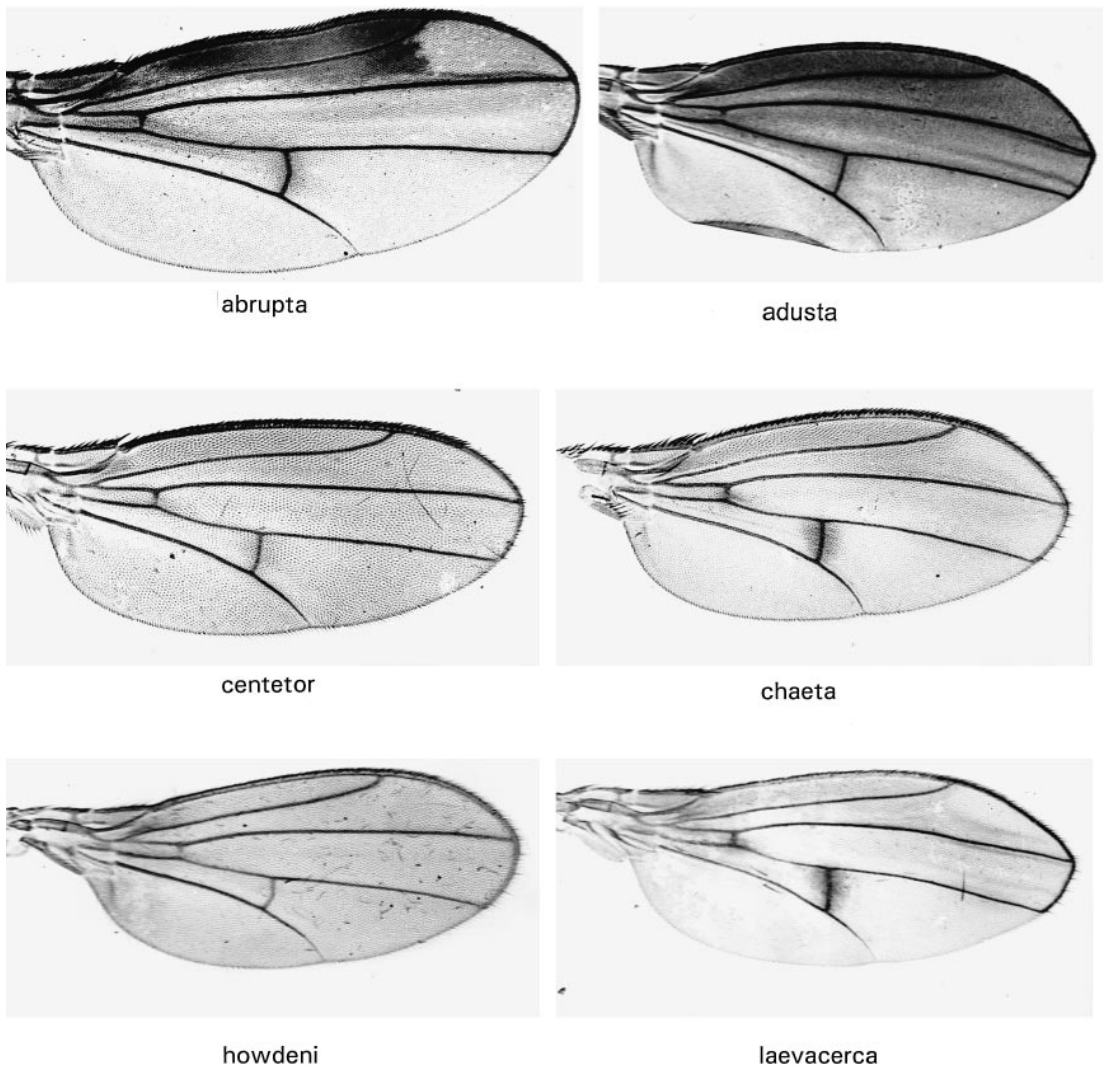 abrupta
adusta
centetor
chaeta
howdeni
laevacerca